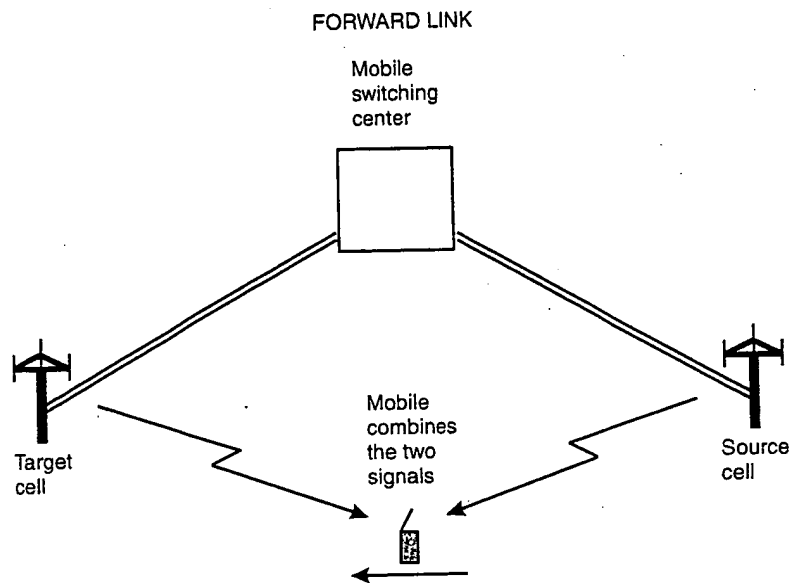 FORWARD LINK
Mobile
switching
center
Mobile
combines
the two
signals
Target
cell
Source
cell